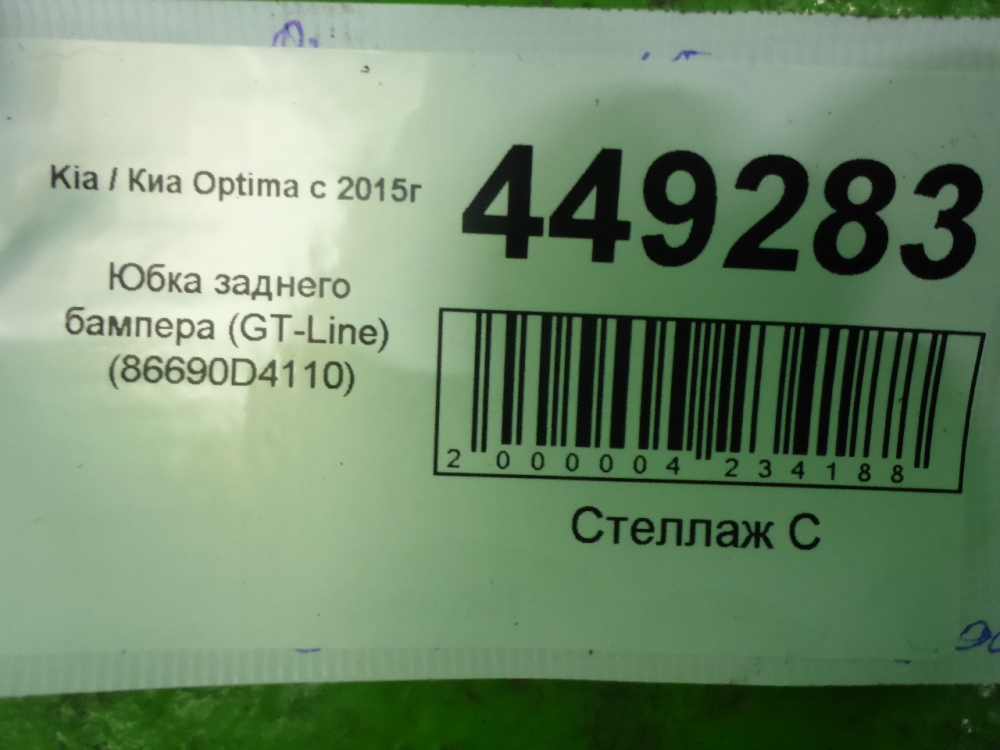 Kia / Киа Optima с 2015г
Юбка заднего
бампера (GT-Line)
(86690D4110)
449283
2 000004 234188
Стеллаж С